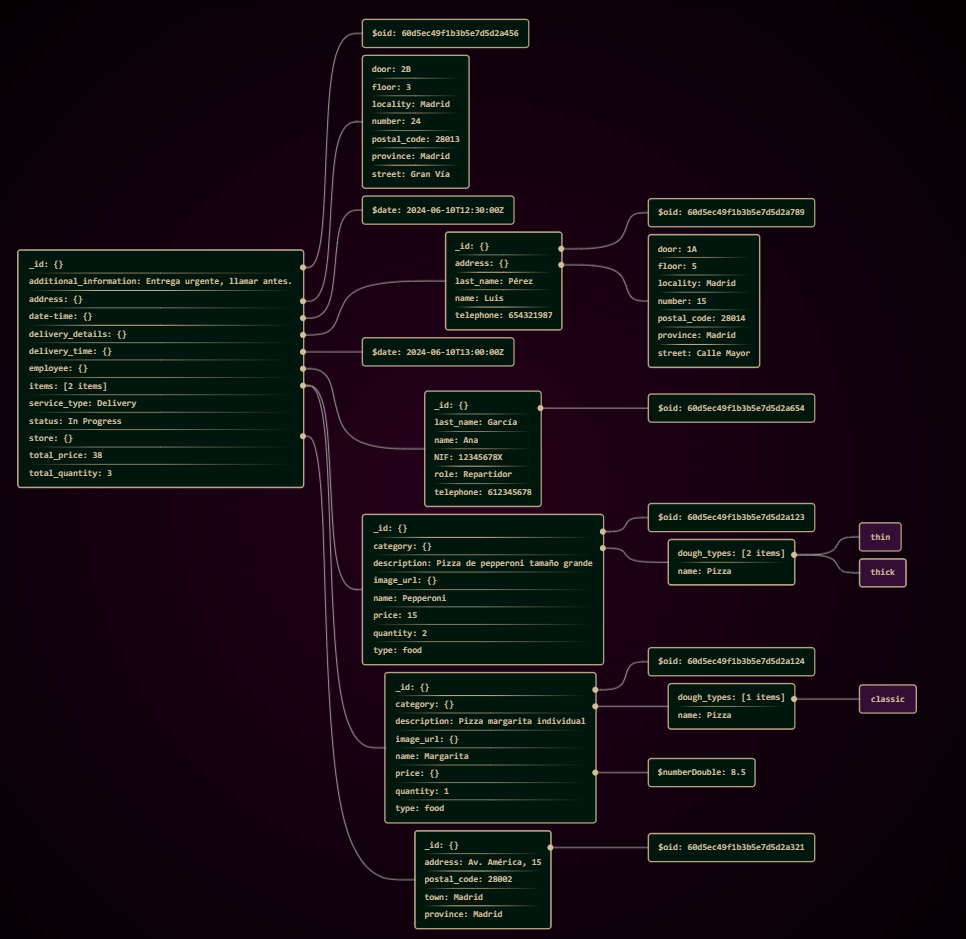 $oid: 60d5ec49f1b3b5e7d5d2a456
door: 2B
floor: 3
locality: Madrid
number: 24
postal_code: 28013
province: Madrid
street: Gran Vía
$date: 2024-06-10T12:30:00Z
_id: {}
additional_information: Entrega urgente, llamar antes.
address: {}
date-time: {}
delivery_details: {}
delivery_time: {}
employee: {}
items: [2 items]
service_type: Delivery
status: In Progress
store: {}
total_price: 38
total_quantity: 3
_id: {}
address: {}
last_name: Pérez
name: Luis
telephone: 654321987
$oid: 60d5ec49f1b3b5e7d5d2a789
door: 1A
floor: 5
locality: Madrid
number: 15
postal_code: 28014
province: Madrid
street: Calle Mayor
$date: 2024-06-10T13:00:00Z
_id: {}
last_name: García
name: Ana
NIF: 12345678X
role: Repartidor
telephone: 612345678
$oid: 60d5ec49f1b3b5e7d5d2a654
_id: {}
category: {}
description: Pizza de pepperoni tamaño grande
image_url: {}
name: Pepperoni
price: 15
quantity: 2
type: food
$oid: 60d5ec49f1b3b5e7d5d2a123
dough_types: [2 items]
name: Pizza
thin
thick
_id: {}
category: {}
description: Pizza margarita individual
image_url: {}
name: Margarita
price: {}
quantity: 1
type: food
$oid: 60d5ec49f1b3b5e7d5d2a124
dough_types: [1 items]
name: Pizza
classic
$numberDouble: 8.5
_id: {}
address: Av. América, 15
postal_code: 28002
town: Madrid
province: Madrid
$oid: 60d5ec49f1b3b5e7d5d2a321